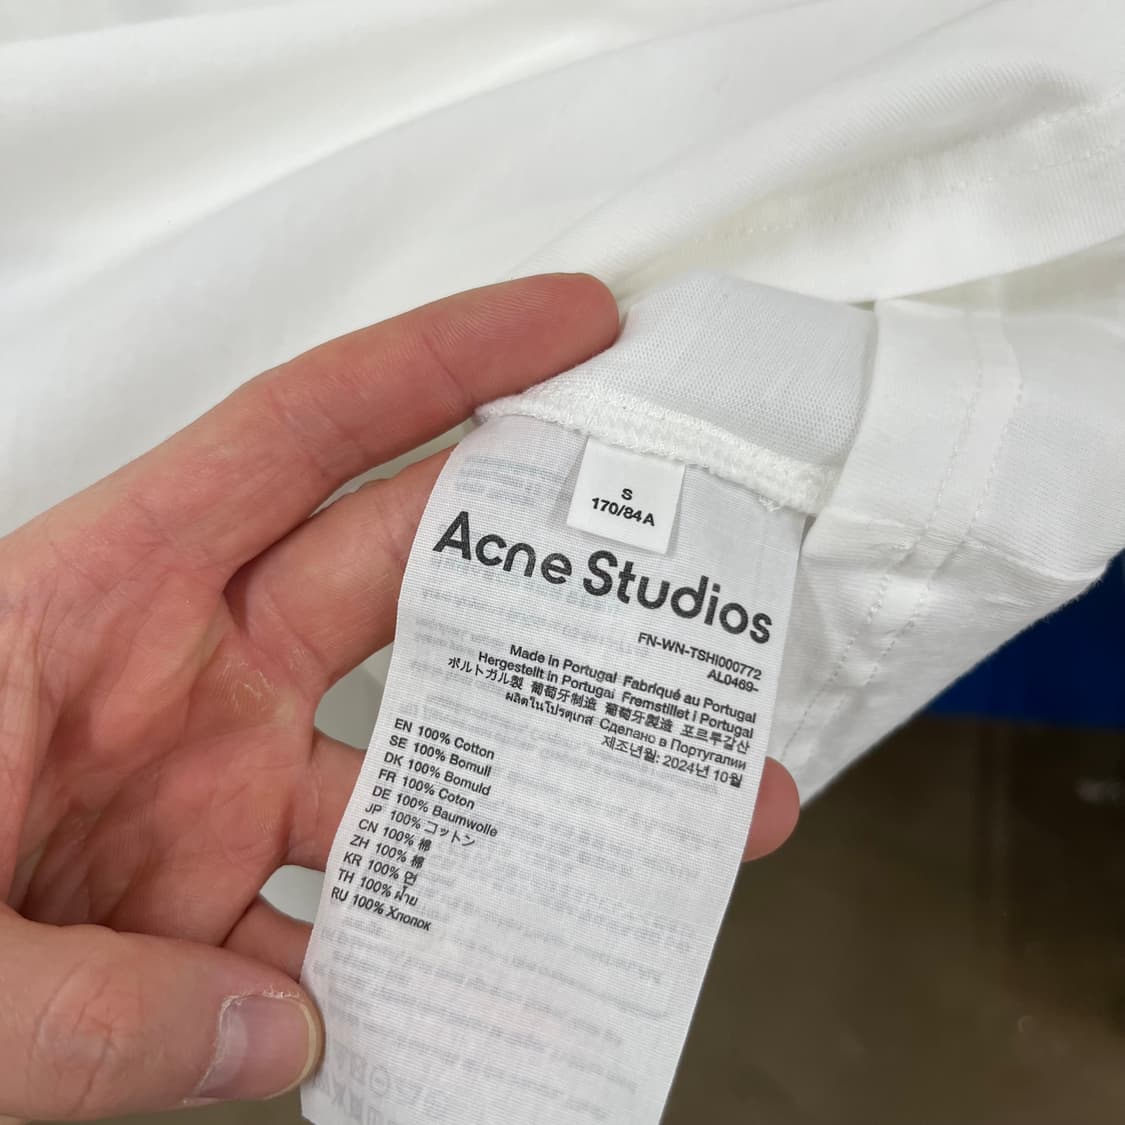 S
170/84A
Acne Studios
FN-WN-TSHI000772
AL0469-
Made in Portugal Fabriqué au Portugal
Hergestellt in Portugal Fremstillet i Portugal
ポルトガル製 葡萄牙制造 葡萄牙製造 포르투갈산
ผลิตในโปรตุเกส Сделано в Португалии
제조년월: 2024년 10월
EN 100% Cotton
SE 100% Bomull
DK 100% Bomuld
FR 100% Coton
DE 100% Baumwolle
JP 100% コットン
CN 100% 棉
ZH 100% 棉
KR 100% 면
TH 100% ฝ้าย
RU 100% Хлопок